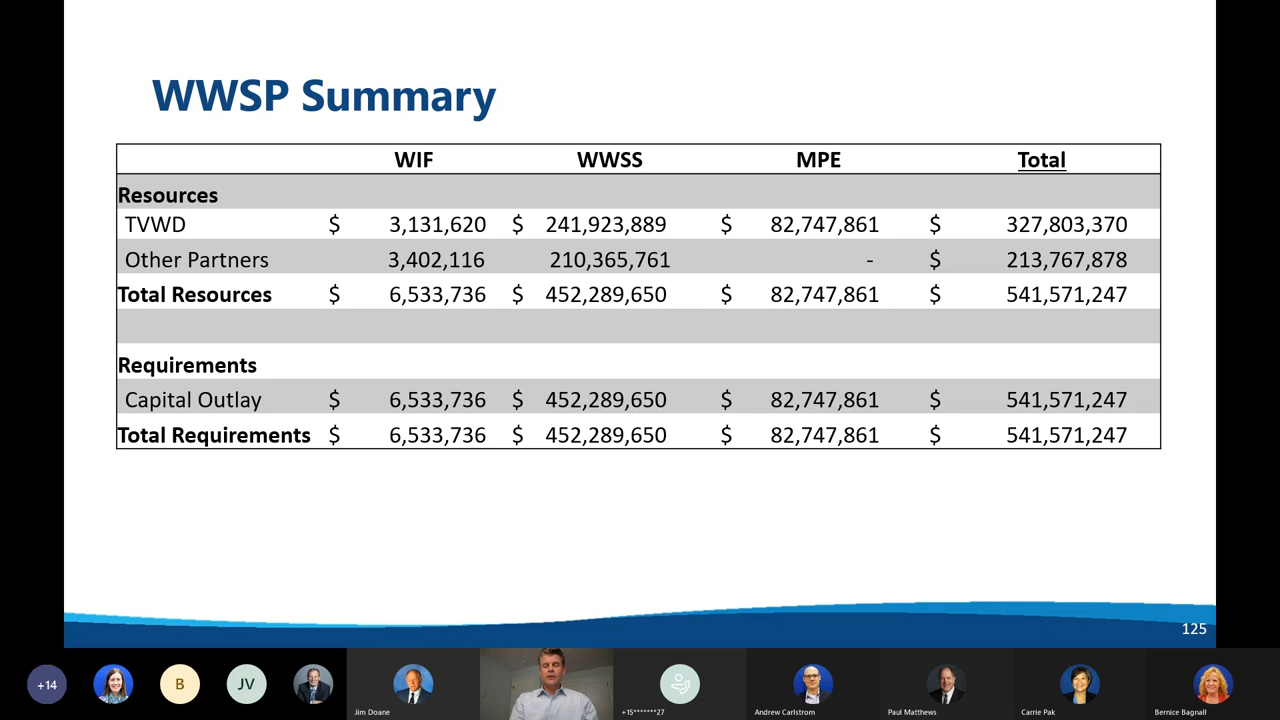 WWSP Summary
WIF WWSS MPE Total
Resources
TVWD $ 3,131,620 $ 241,923,889 $ 82,747,861 $ 327,803,370
Other Partners 3,402,116 210,365,761 - $ 213,767,878
Total Resources $ 6,533,736 $ 452,289,650 $ 82,747,861 $ 541,571,247
Requirements
Capital Outlay $ 6,533,736 $ 452,289,650 $ 82,747,861 $ 541,571,247
Total Requirements $ 6,533,736 $ 452,289,650 $ 82,747,861 $ 541,571,247
125
+14 B JV
Jim Doane +15*******27 Andrew Carlstrom Paul Matthews Carrie Pak Bernice Bagnall